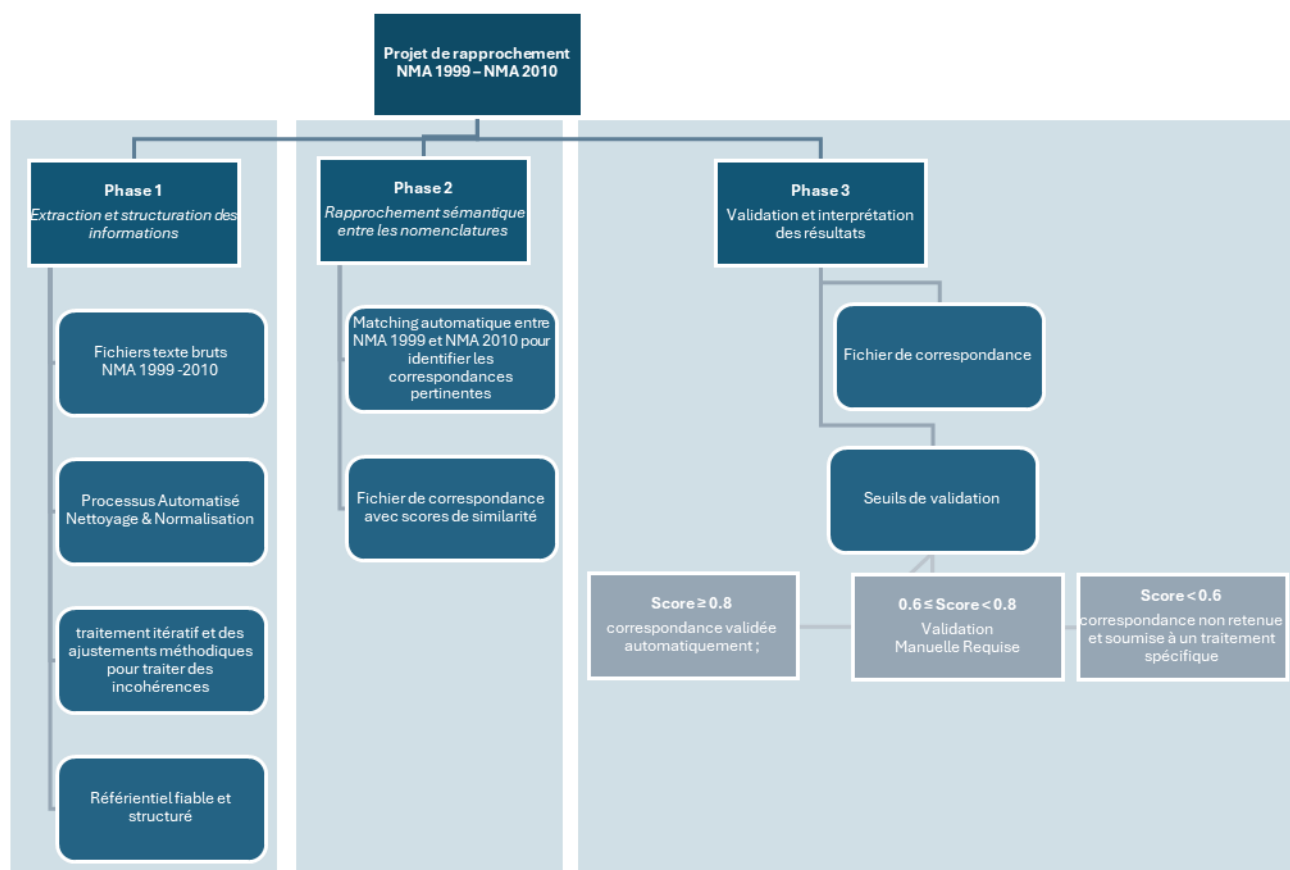 Projet de rapprochement
NMA 1999 – NMA 2010
Phase 1
Extraction et structuration des
informations
Fichiers texte bruts
NMA 1999 -2010
Processus Automatisé
Nettoyage & Normalisation
traitement itératif et des
ajustements méthodiques
pour traiter des
incohérences
Référientiel fiable et
structuré
Phase 2
Rapprochement sémantique
entre les nomenclatures
Matching automatique entre
NMA 1999 et NMA 2010 pour
identifier les
correspondances
pertinentes
Fichier de correspondance
avec scores de similarité
Phase 3
Validation et interprétation
des résultats
Fichier de correspondance
Seuils de validation
Score ≥ 0.8
correspondance validée
automatiquement ;
0.6 ≤ Score < 0.8
Validation
Manuelle Requise
Score < 0.6
correspondance non retenue
et soumise à un traitement
spécifique